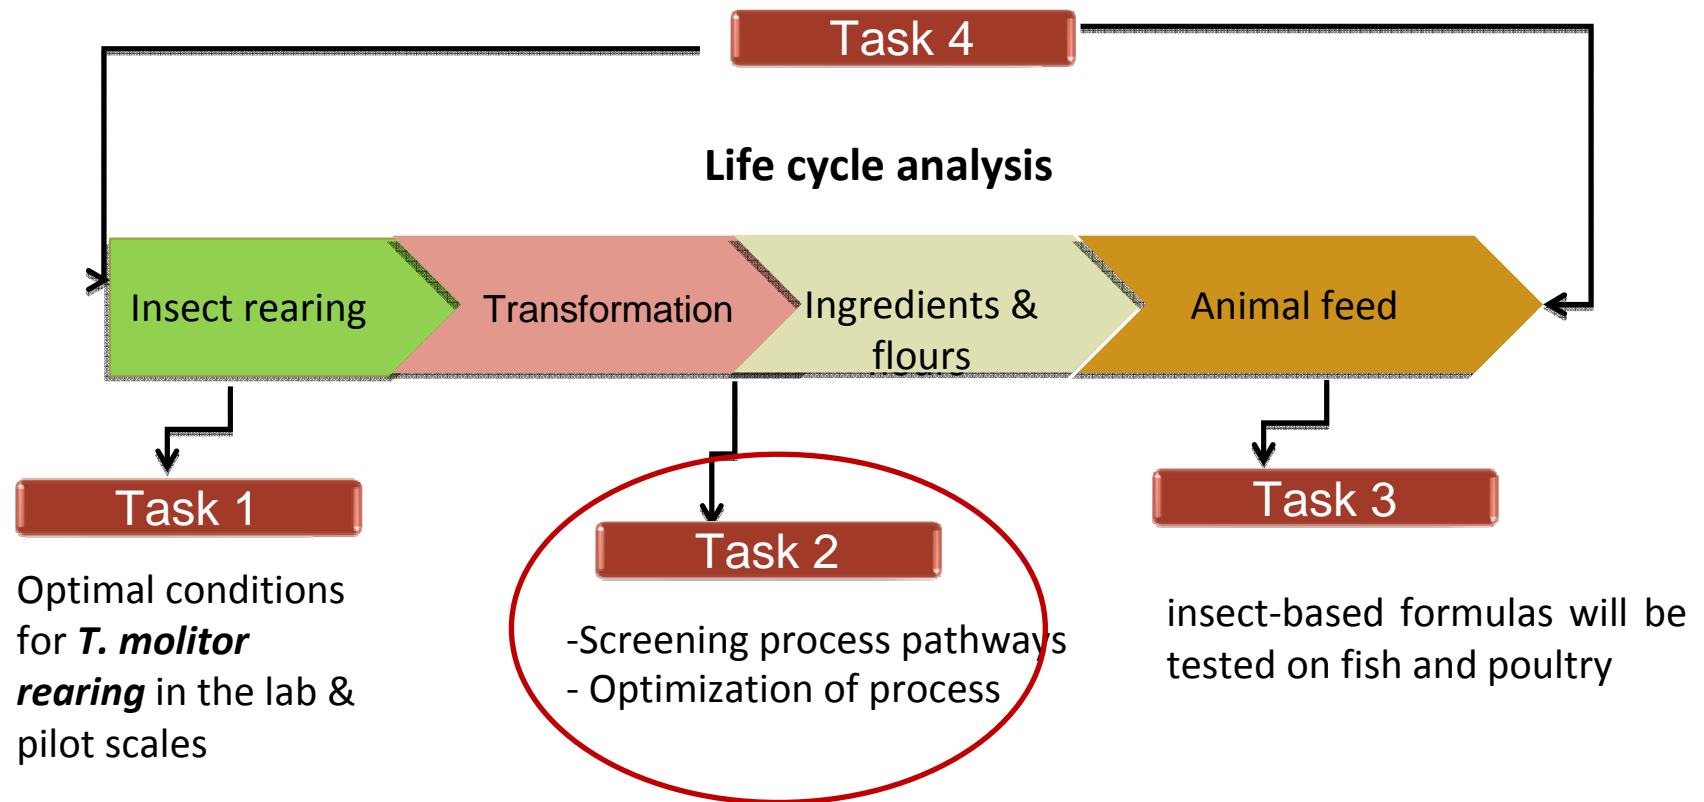 Task 4
Life cycle analysis
Insect rearing
Transformation
Ingredients &
flours
Animal feed
Task 1
Optimal conditions
for T. molitor
rearing in the lab &
pilot scales
Task 2
-Screening process pathways
- Optimization of process
Task 3
insect-based formulas will be
tested on fish and poultry